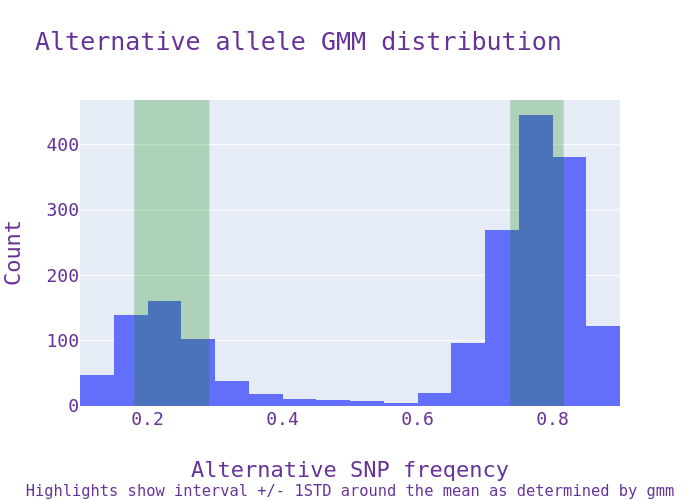 Alternative allele GMM distribution
Count
400
300
200
100
0
0.2 0.4 0.6 0.8
Alternative SNP freqency
Highlights show interval +/- 1STD around the mean as determined by gmm